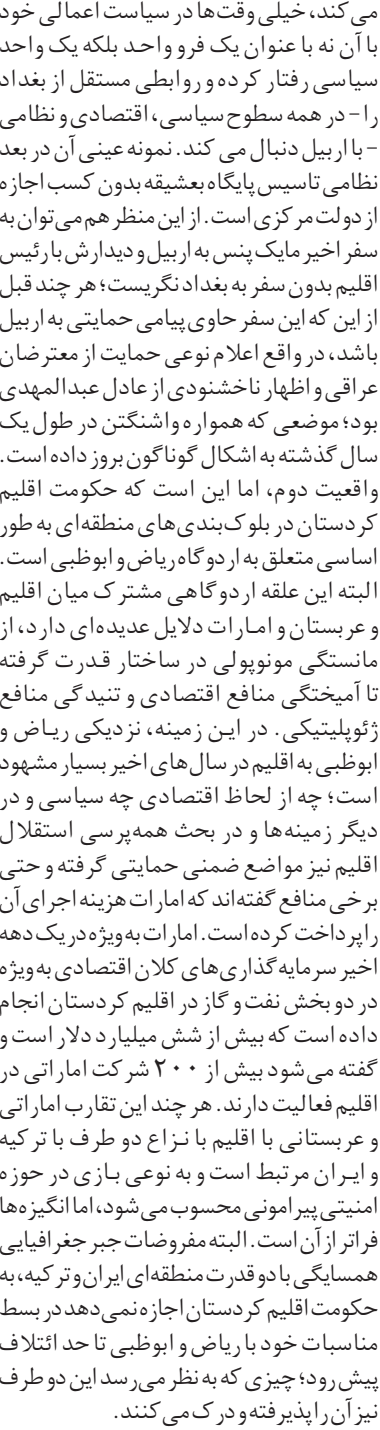 می‌کند، خیلی وقت‌ها در سیاست اعمالی خود
با آن نه با عنوان یک فرو واحد بلکه یک واحد
سیاسی رفتار کرده و روابطی مستقل از بغداد
را – در همه سطوح سیاسی، اقتصادی و نظامی
– با اربیل دنبال می کند. نمونه عینی آن در بعد
نظامی تاسیس پایگاه بعشیقه بدون کسب اجازه
از دولت مرکزی است. از این منظر هم می‌توان به
سفر اخیر مایک پنس به اربیل و دیدارش با رئیس
اقلیم بدون سفر به بغداد نگریست؛ هر چند قبل
از این که این سفر حاوی پیامی حمایتی به اربیل
باشد، در واقع اعلام نوعی حمایت از معترضان
عراقی و اظهار ناخشنودی از عادل عبدالمهدی
بود؛ موضعی که همواره واشنگتن در طول یک
سال گذشته به اشکال گوناگون بروز داده است.
واقعیت دوم، اما این است که حکومت اقلیم
کردستان در بلوک‌بندی‌های منطقه‌ای به طور
اساسی متعلق به اردوگاه ریاض و ابوظبی است.
البته این علقه اردوگاهی مشترک میان اقلیم
و عربستان و امارات دلایل عدیده‌ای دارد، از
مانستگی مونوپولی در ساختار قدرت گرفته
تا آمیختگی منافع اقتصادی و تنیدگی منافع
ژئوپلیتیکی. در این زمینه، نزدیکی ریاض و
ابوظبی به اقلیم در سال‌های اخیر بسیار مشهود
است؛ چه از لحاظ اقتصادی چه سیاسی و در
دیگر زمینه‌ها و در بحث همه‌پرسی استقلال
اقلیم نیز مواضع ضمنی حمایتی گرفته و حتی
برخی منافع گفته‌اند که امارات هزینه اجرای آن
را پرداخت کرده است. امارات به‌ویژه در یک دهه
اخیر سرمایه‌گذاری‌های کلان اقتصادی به‌ویژه
در دو بخش نفت و گاز در اقلیم کردستان انجام
داده است که بیش از شش میلیارد دلار است و
گفته می‌شود بیش از ۲۰۰ شرکت اماراتی در
اقلیم فعالیت دارند. هر چند این تقارب اماراتی
و عربستانی با اقلیم با نزاع دو طرف با ترکیه
و ایران مرتبط است و به نوعی بازی در حوزه
امنیتی پیرامونی محسوب می‌شود، اما انگیزه‌ها
فراتر از آن است. البته مفروضات جبر جغرافیایی
همسایگی با دو قدرت منطقه‌ای ایران و ترکیه، به
حکومت اقلیم کردستان اجازه نمی‌دهد در بسط
مناسبات خود با ریاض و ابوظبی تا حد ائتلاف
پیش رود؛ چیزی که به نظر می‌رسد این دو طرف
نیز آن را پذیرفته و درک می‌کنند.